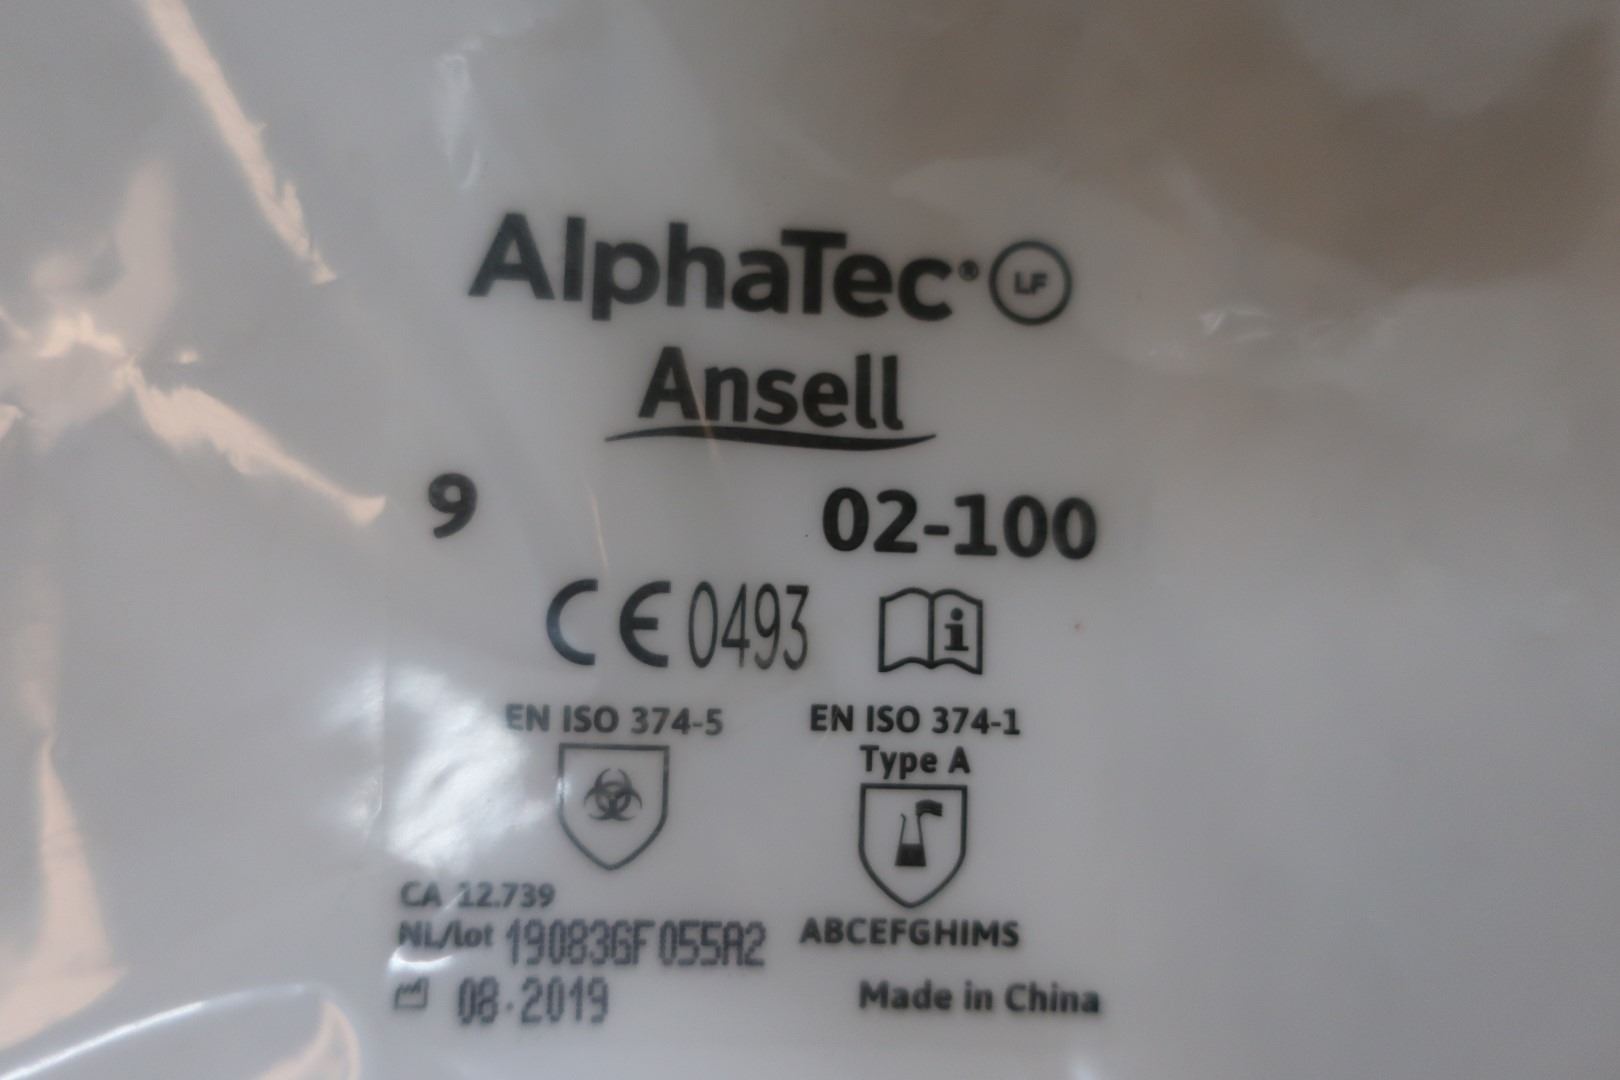 AlphaTec® LF
Ansell
9 02-100
CE 0493 i
EN ISO 374-5 EN ISO 374-1
Type A
CA 12.739
ABCEFGHIMS
NL/lot 19083GF055A2
08.2019
Made in China